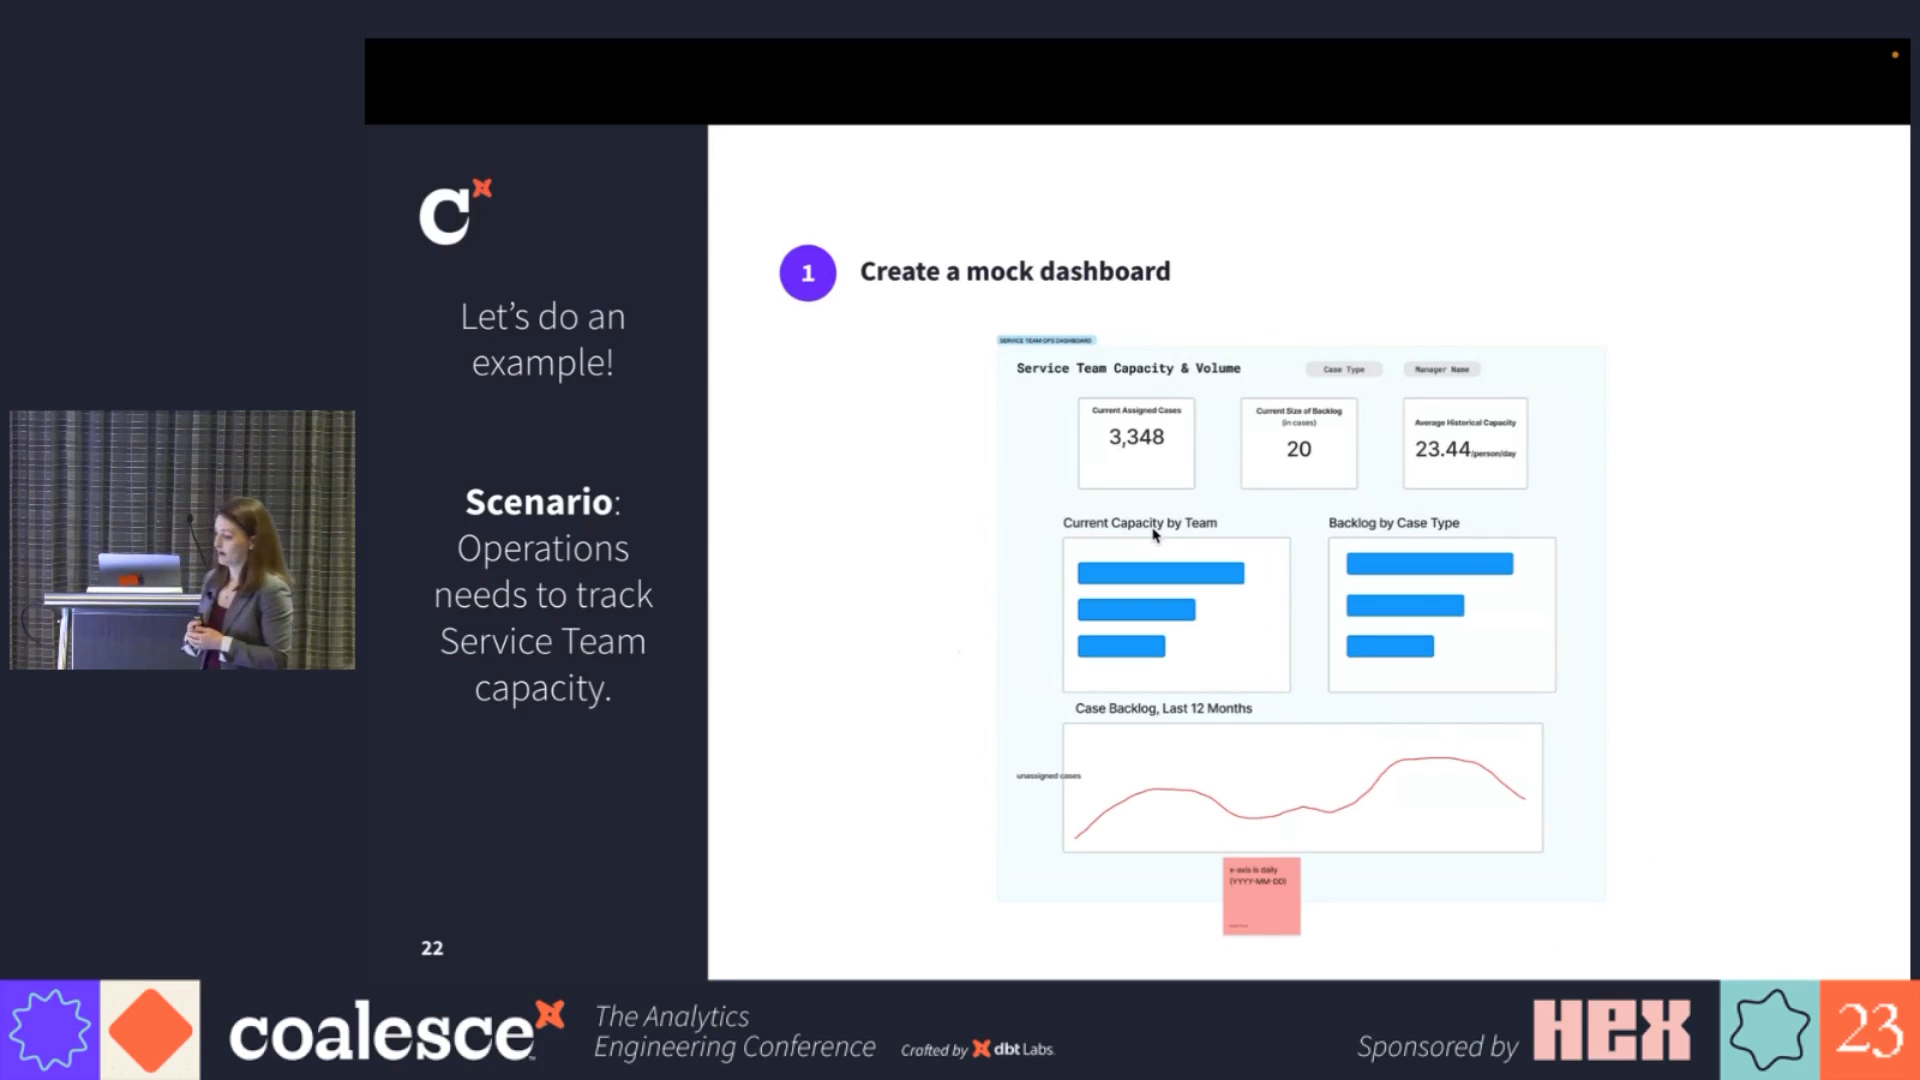 C
Let's do an
example!
Scenario:
Operations
needs to track
Service Team
capacity.
22
1
Create a mock dashboard
SERVICE TEAM OPS DASHBOARD
Service Team Capacity & Volume
Case Type
Manager Name
Current Assigned Cases
3,348
Current Size of Backlog
(in cases)
20
Average Historical Capacity
23.44/person/day
Current Capacity by Team
Backlog by Case Type
Case Backlog, Last 12 Months
unassigned cases
x-axis is daily
(YYYY-MM-DD)
coalesce
The Analytics
Engineering Conference
Crafted by dbt Labs
Sponsored by
HEX
23